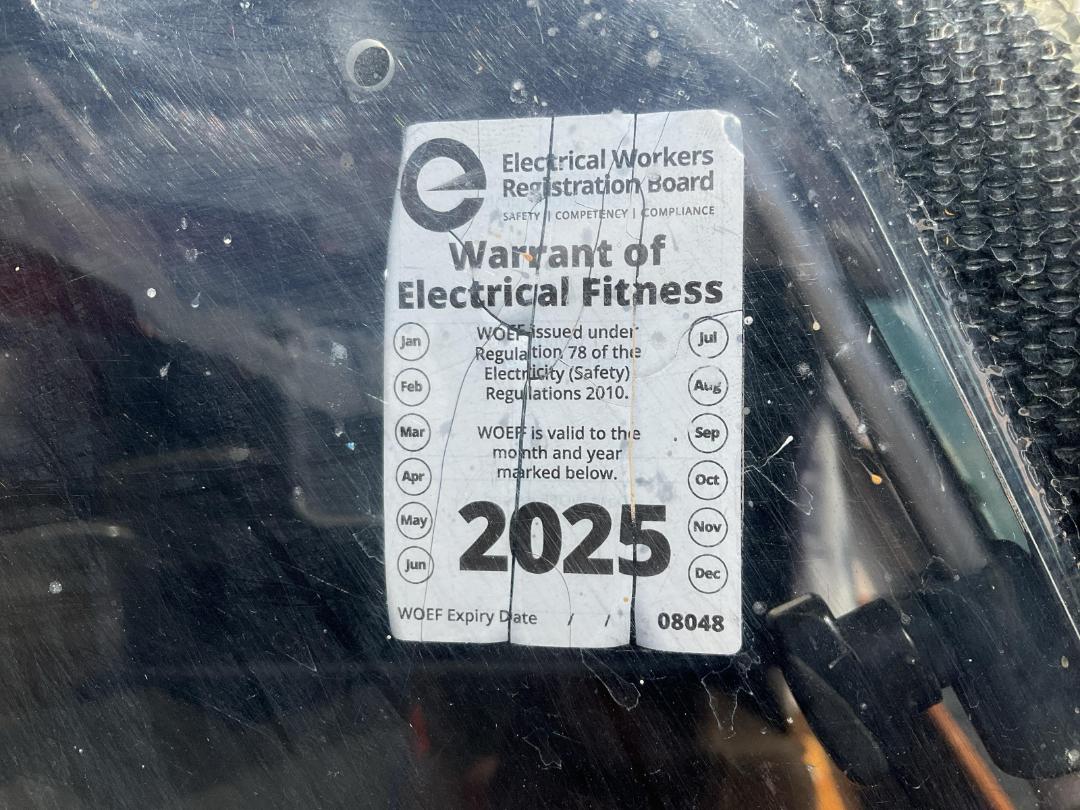 Electrical Workers
Registration Board
SAFETY | COMPETENCY | COMPLIANCE
Warrant of
Electrical Fitness
Jan
Feb
Mar
Apr
May
Jun
WOEF issued under
Regulation 78 of the
Electricity (Safety)
Regulations 2010.
WOEF is valid to the
month and year
marked below.
2025
Jul
Aug
Sep
Oct
Nov
Dec
WOEF Expiry Date / / 08048